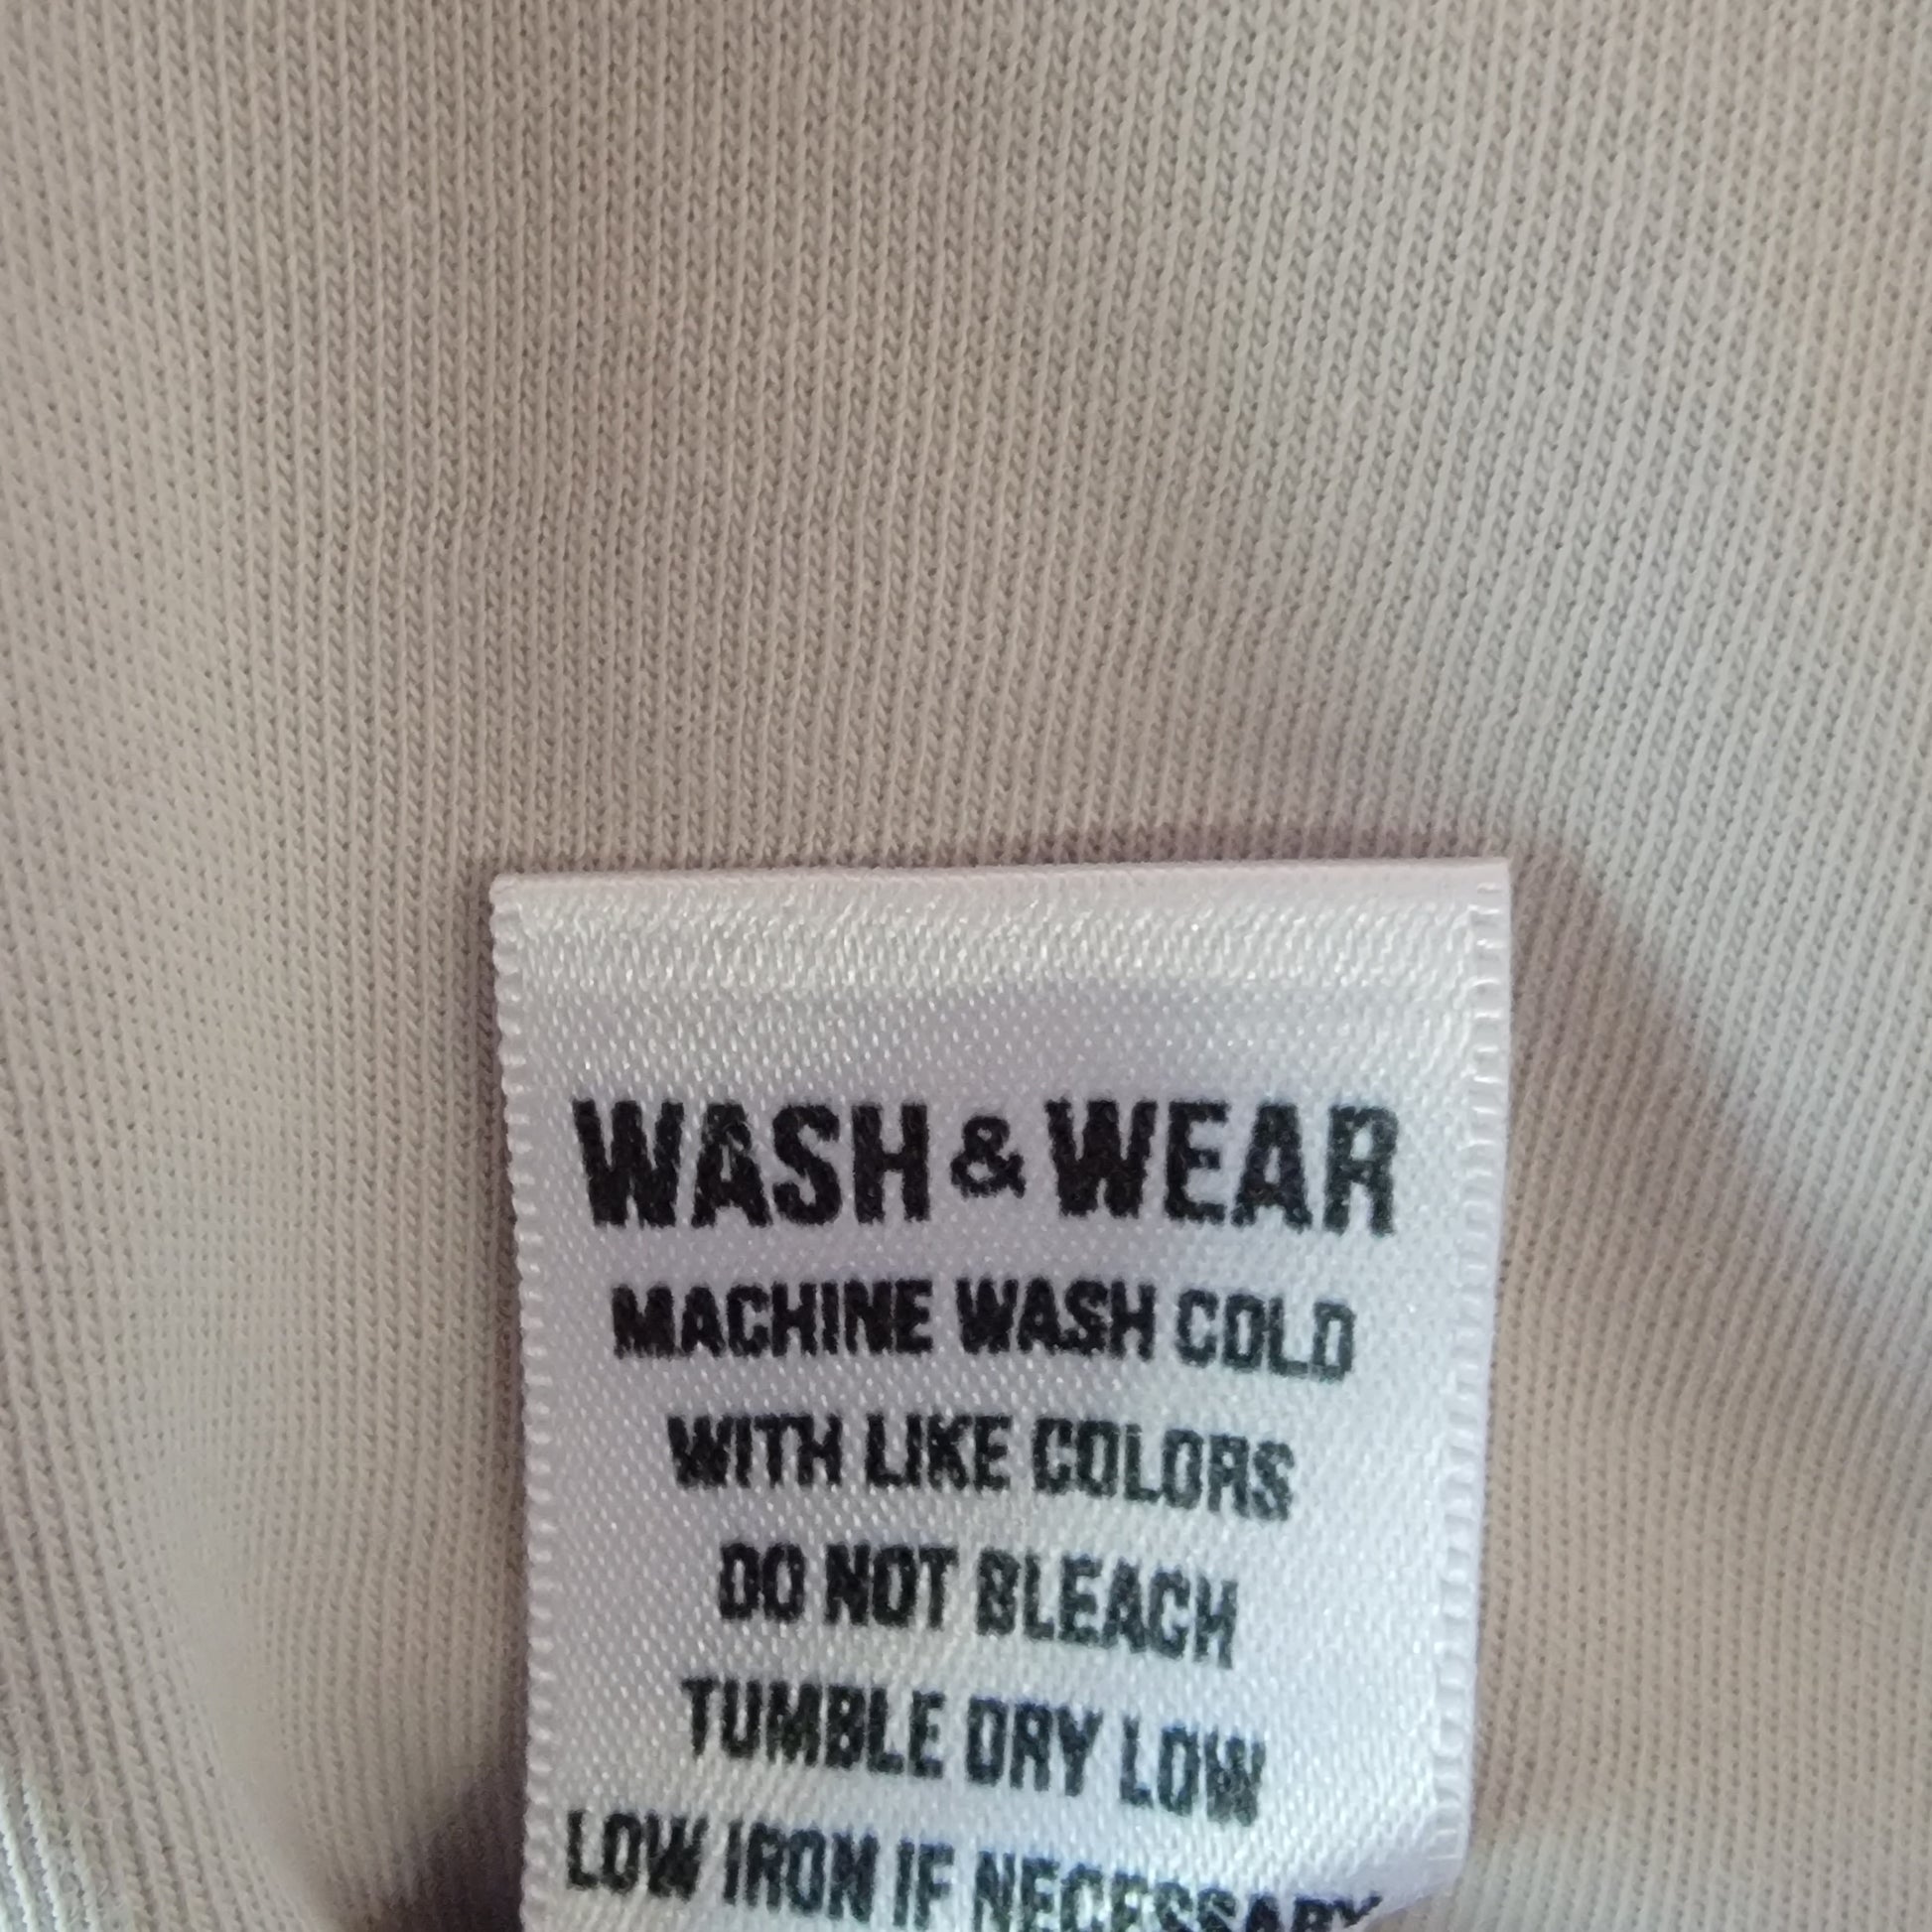 WASH & WEAR
MACHINE WASH COLD
WITH LIKE COLORS
DO NOT BLEACH
TUMBLE DRY LOW
LOW IRON IF NECESSARY